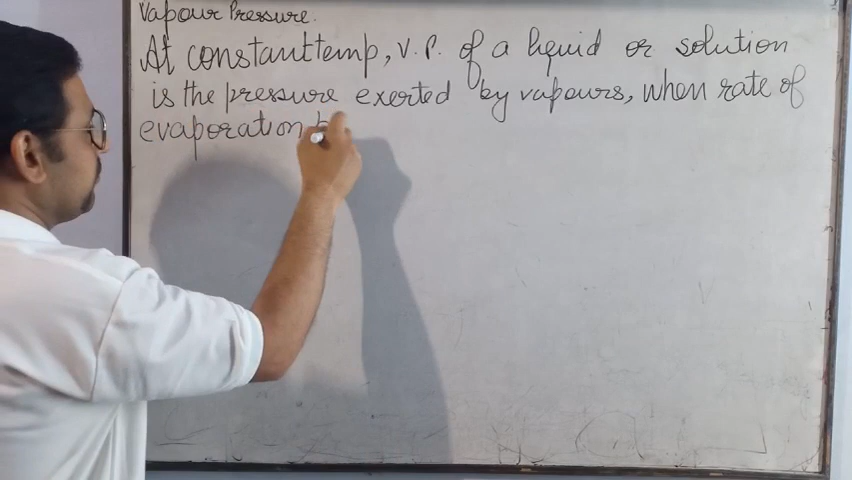 Vapour Pressure.
At constant temp, V.P. of a liquid or solution
is the pressure exerted by vapours, when rate of
evaporation